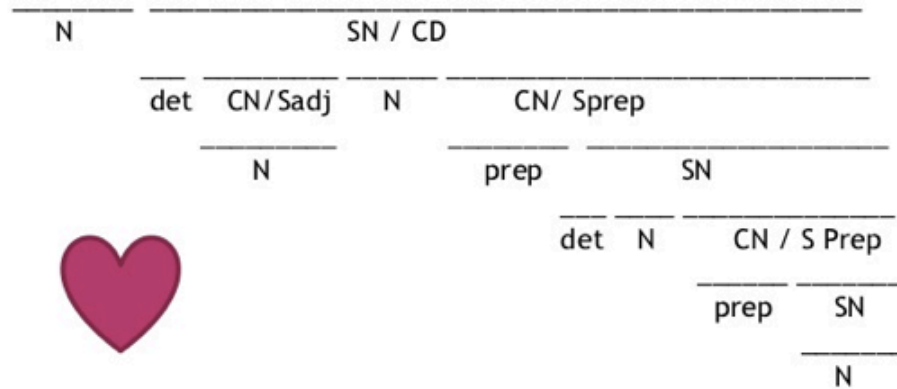 N SN / CD
det CN/Sadj N CN/ Sprep
N prep SN
det N CN / S Prep
prep SN
N